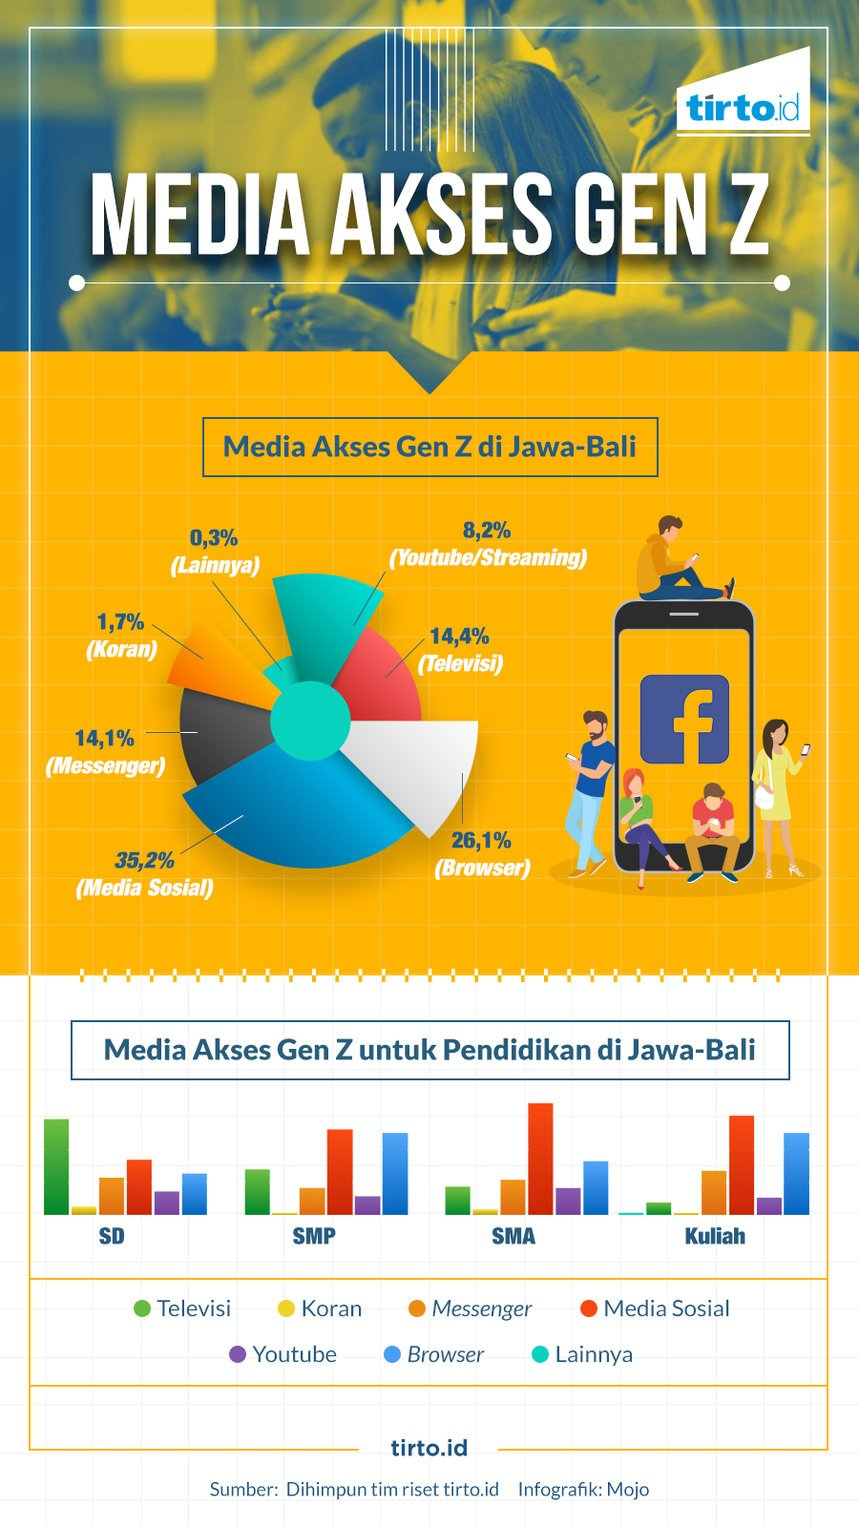 tirto.id
MEDIA AKSES GEN Z
Media Akses Gen Z di Jawa-Bali
0,3%
(Lainnya)
8,2%
(Youtube/Streaming)
1,7%
(Koran)
14,4%
(Televisi)
14,1%
(Messenger)
26,1%
(Browser)
35,2%
(Media Sosial)
f
Media Akses Gen Z untuk Pendidikan di Jawa-Bali
SD SMP SMA Kuliah
Televisi Koran Messenger Media Sosial
Youtube Browser Lainnya
tirto.id
Sumber: Dihimpun tim riset tirto.id Infografik: Mojo